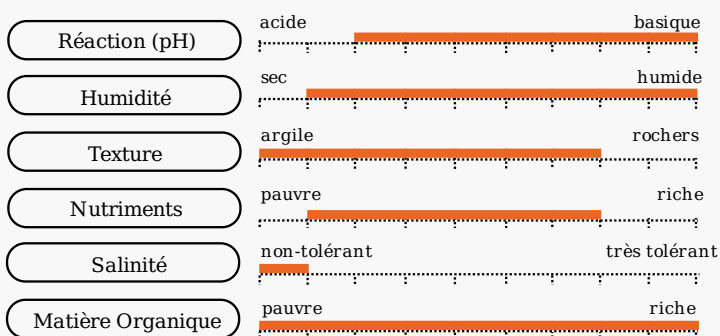 Réaction (pH)
acide basique
Humidité
sec humide
Texture
argile rochers
Nutriments
pauvre riche
Salinité
non-tolérant très tolérant
Matière Organique
pauvre riche